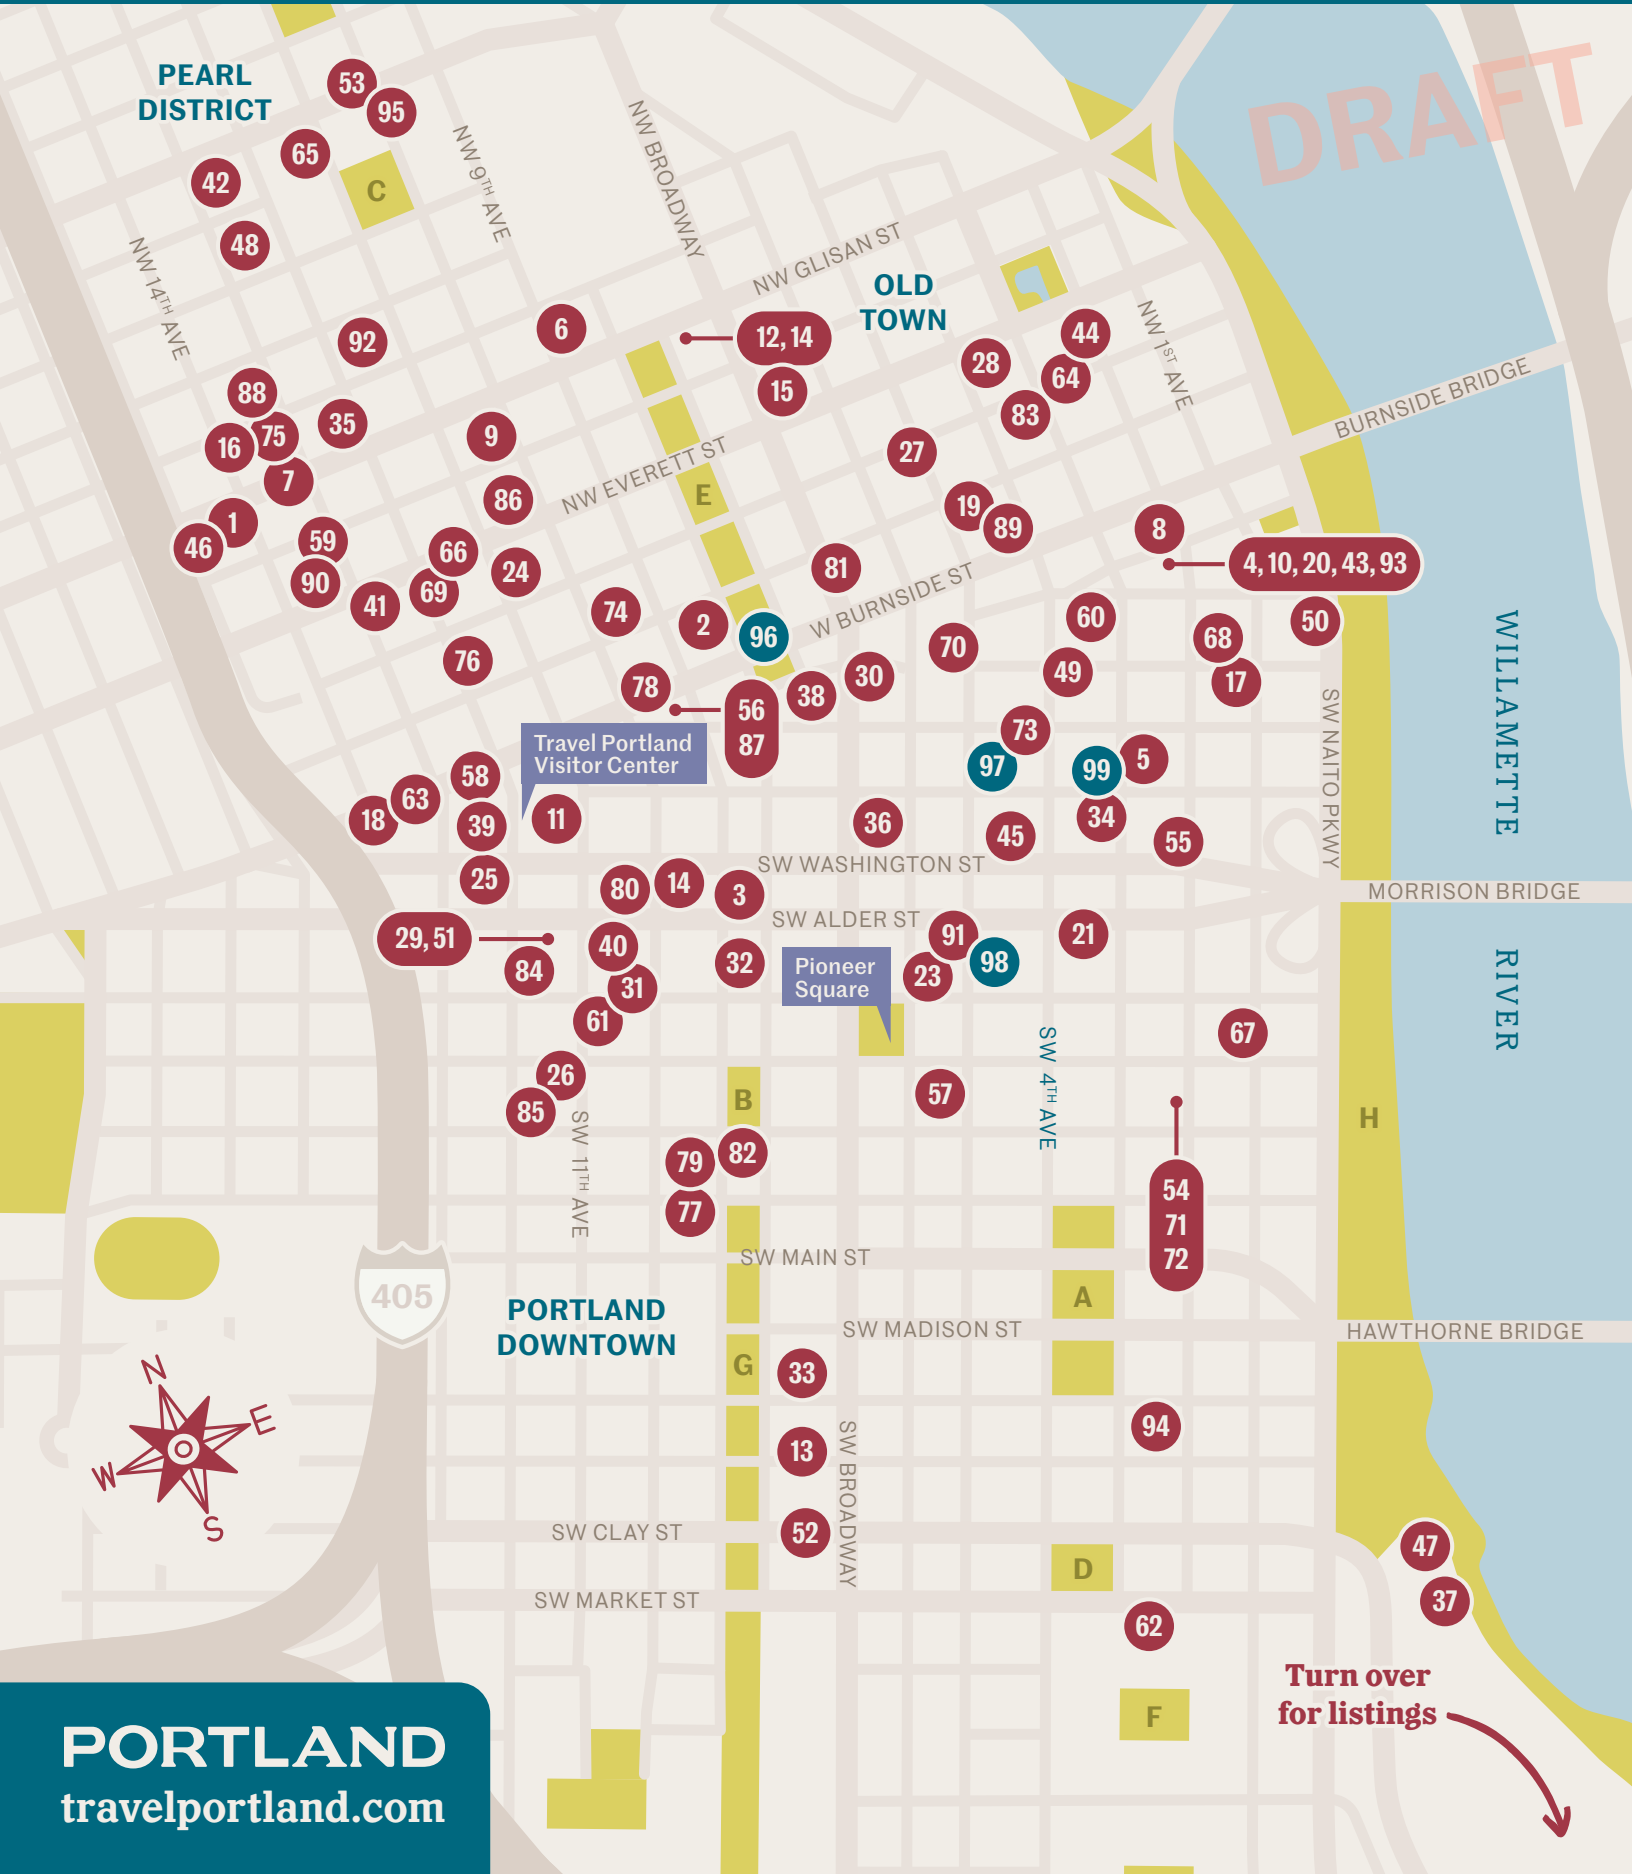 DRAFT
PEARL
DISTRICT
53
95
65
42
C
48
NW 9TH AVE
NW BROADWAY
NW 14TH AVE
NW GLISAN ST
OLD
TOWN
NW 1ST AVE
BURNSIDE BRIDGE
6
92
12, 14
15
44
28
64
83
88
35
75
16
7
9
NW EVERETT ST
E
86
27
19
89
8
4, 10, 20, 43, 93
1
46
59
90
66
69
41
24
81
W BURNSIDE ST
74
2
96
60
50
68
17
70
49
76
78
38
30
56
87
73
97
99
5
Travel Portland
Visitor Center
58
63
18
39
11
36
45
34
55
SW NAITO PKWY
WILLAMETTE
RIVER
SW WASHINGTON ST
MORRISON BRIDGE
25
80
14
3
SW ALDER ST
29, 51
84
40
31
61
32
91
23
98
21
Pioneer
Square
67
SW 4TH AVE
26
85
SW 11TH AVE
B
57
H
79
82
77
54
71
72
SW MAIN ST
405
A
PORTLAND
DOWNTOWN
SW MADISON ST
HAWTHORNE BRIDGE
G
33
N
E
W
S
13
SW BROADWAY
94
52
SW CLAY ST
D
47
37
SW MARKET ST
62
F
Turn over
for listings
PORTLAND
travelportland.com